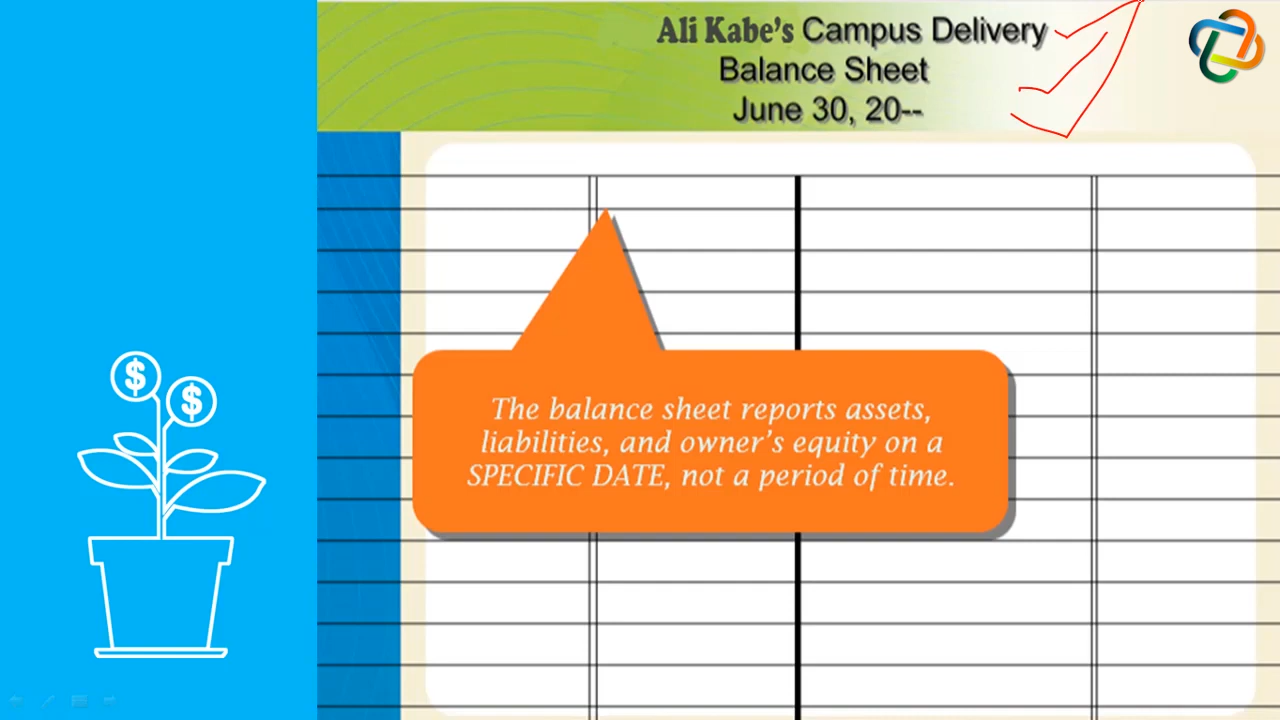 Ali Kabe's Campus Delivery
Balance Sheet
June 30, 20--
$
$
The balance sheet reports assets,
liabilities, and owner's equity on a
SPECIFIC DATE, not a period of time.